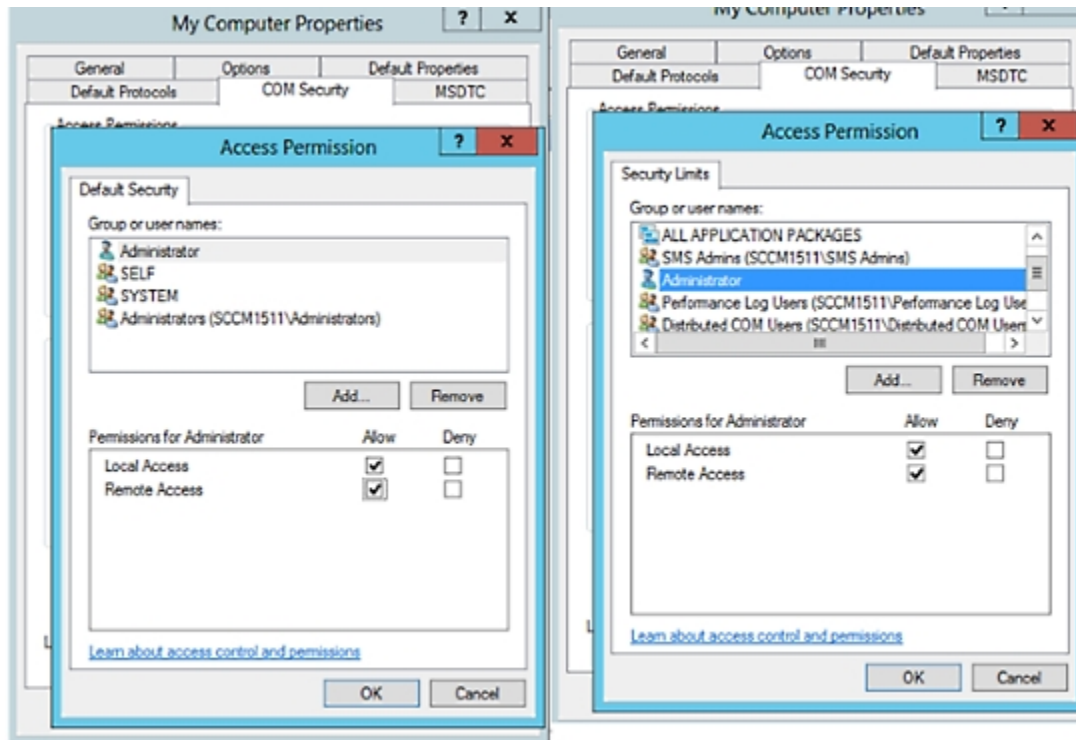 My Computer Properties
?
x
General
Options
Default Properties
Default Protocols
COM Security
MSDTC
Access Permissions
Access Permission
?
x
Default Security
Group or user names:
Administrator
SELF
SYSTEM
Administrators (SCCM1511\Administrators)
Add...
Remove
Permissions for Administrator
Allow
Deny
Local Access
Remote Access
Learn about access control and permissions
OK
Cancel
My Computer Properties
General
Options
Default Properties
Default Protocols
COM Security
MSDTC
Access Permissions
Access Permission
?
x
Security Limits
Group or user names:
ALL APPLICATION PACKAGES
SMS Admins (SCCM1511\SMS Admins)
Administrator
Performance Log Users (SCCM1511\Performance Log Use
Distributed COM Users (SCCM1511\Distributed COM Users
Add...
Remove
Permissions for Administrator
Allow
Deny
Local Access
Remote Access
Learn about access control and permissions
OK
Cancel